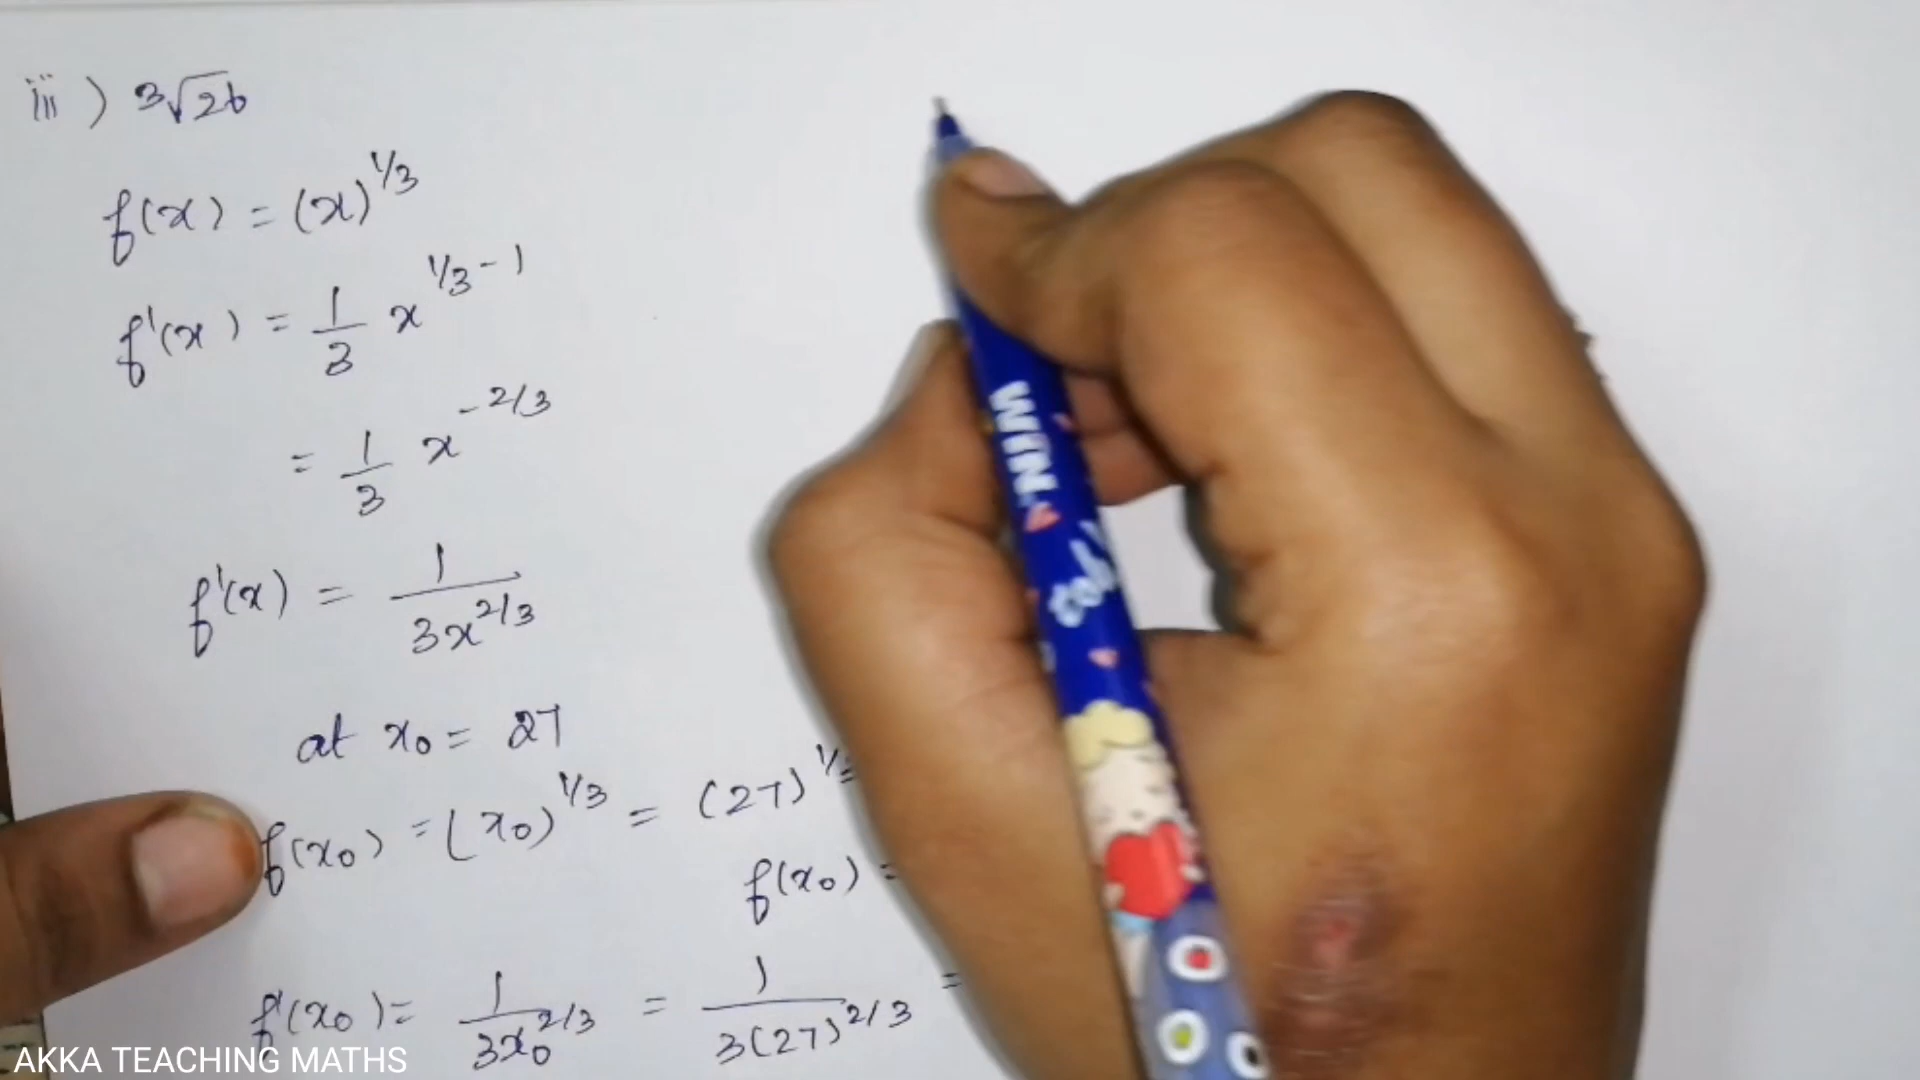 iii) ³√26
f(x) = (x)^1/3
f'(x) = 1/3 x^1/3 - 1
= 1/3 x^-2/3
f'(x) = 1/3x^2/3
at x₀ = 27
f(x₀) = (x₀)^1/3 = (27)
f(x₀) =
f'(x₀) = 1/3x₀^2/3 = 1/3(27)^2/3 =
WIN.
AKKA TEACHING MATHS